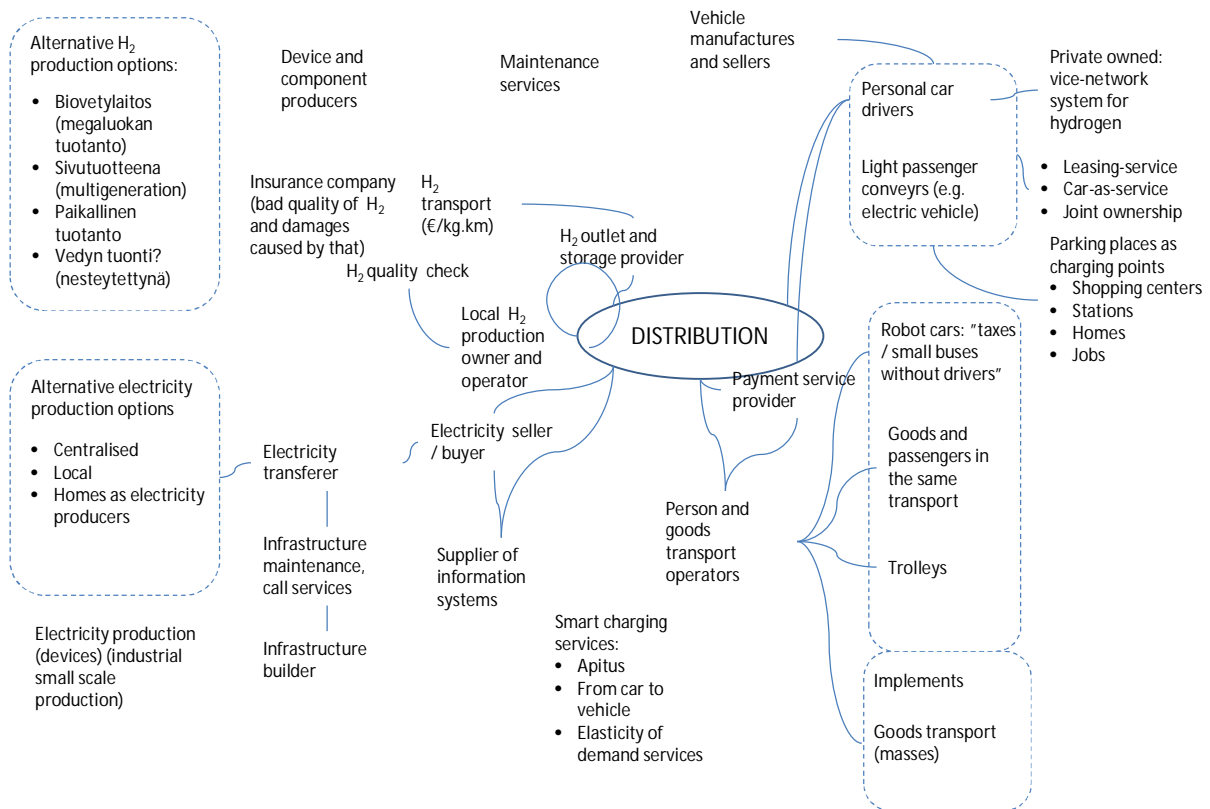 Alternative H2
production options:
• Biovetylaitos
(megaluokan
tuotanto)
• Sivutuotteena
(multigeneration)
• Paikallinen
tuotanto
• Vedyn tuonti?
(nesteytettynä)
Device and
component
producers
Maintenance
services
Vehicle
manufactures
and sellers
Personal car
drivers
Light passenger
conveyrs (e.g.
electric vehicle)
Private owned:
vice-network
system for
hydrogen
• Leasing-service
• Car-as-service
• Joint ownership
Parking places as
charging points
• Shopping centers
• Stations
• Homes
• Jobs
Insurance company
(bad quality of H2
and damages
caused by that)
H2
transport
(€/kg.km)
H2 outlet and
storage provider
H2 quality check
Local H2
production
owner and
operator
DISTRIBUTION
Payment service
provider
Robot cars: ”taxes
/ small buses
without drivers”
Goods and
passengers in
the same
transport
Trolleys
Alternative electricity
production options
• Centralised
• Local
• Homes as electricity
producers
Electricity
transferer
Electricity seller
/ buyer
Infrastructure
maintenance,
call services
Infrastructure
builder
Supplier of
information
systems
Person and
goods
transport
operators
Electricity production
(devices) (industrial
small scale
production)
Smart charging
services:
• Apitus
• From car to
vehicle
• Elasticity of
demand services
Implements
Goods transport
(masses)